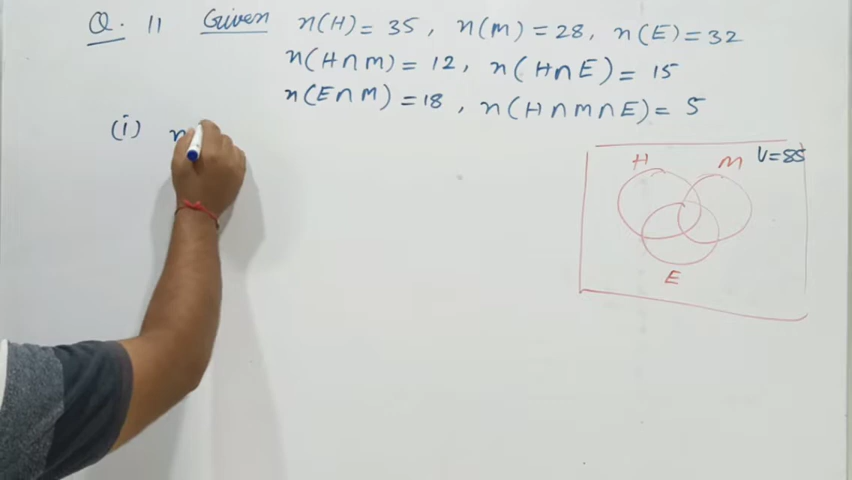 Q. 11 Given n(H) = 35, n(M) = 28, n(E) = 32
n(H∩M) = 12, n(H∩E) = 15
n(E∩M) = 18, n(H∩M∩E) = 5
(i) n
H M U=85
E